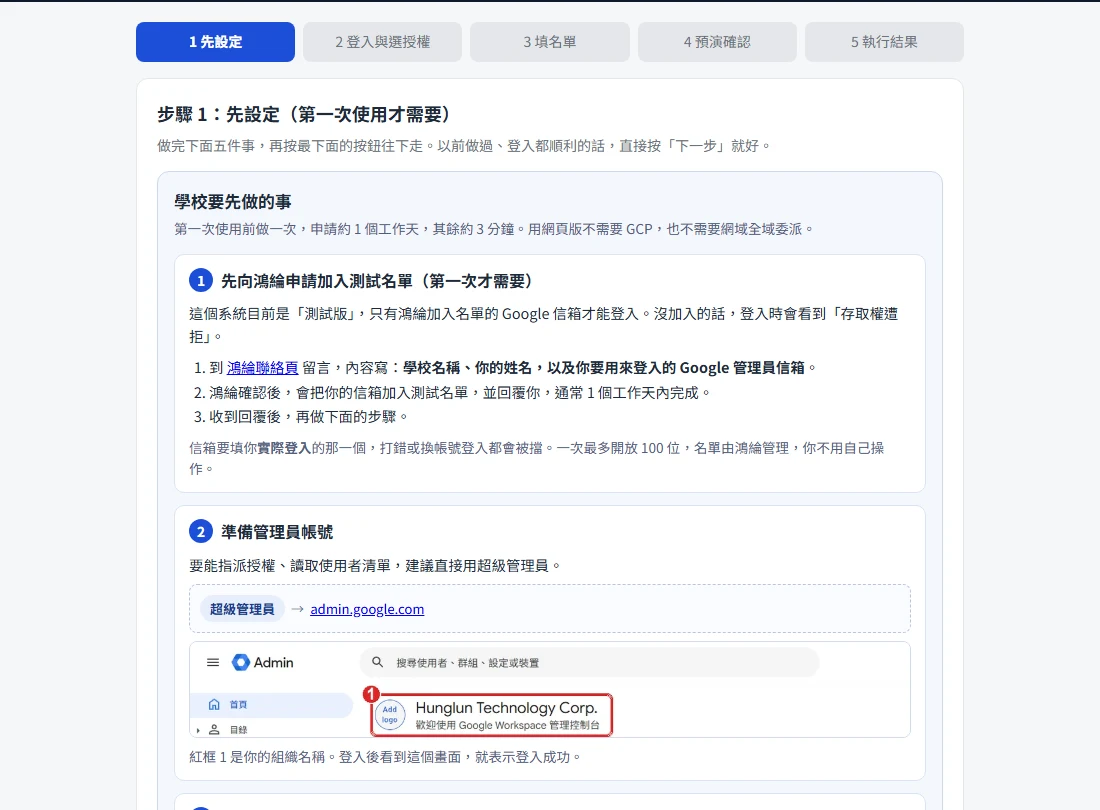 1 先設定
2 登入與選授權
3 填名單
4 預演確認
5 執行結果
步驟 1：先設定（第一次使用才需要）
做完下面五件事，再按最下面的按鈕往下走。以前做過、登入都順利的話，直接按「下一步」就好。
學校要先做的事
第一次使用前做一次，申請約 1 個工作天，其餘約 3 分鐘。用網頁版不需要 GCP，也不需要網域全域委派。
1 先向鴻綸申請加入測試名單（第一次才需要）
這個系統目前是「測試版」，只有鴻綸加入名單的 Google 信箱才能登入。沒加入的話，登入時會看到「存取權遭
拒」。
1. 到 鴻綸聯絡頁 留言，內容寫：學校名稱、你的姓名，以及你要用來登入的 Google 管理員信箱。
2. 鴻綸確認後，會把你的信箱加入測試名單，並回覆你，通常 1 個工作天內完成。
3. 收到回覆後，再做下面的步驟。
信箱要填你實際登入的那一個，打錯或換帳號登入都會被擋。一次最多開放 100 位，名單由鴻綸管理，你不用自己操
作。
2 準備管理員帳號
要能指派授權、讀取使用者清單，建議直接用超級管理員。
超級管理員 → admin.google.com
Admin
搜尋使用者、群組、設定或裝置
首頁
目錄
1
Add
logo
Hunglun Technology Corp.
歡迎使用 Google Workspace 管理控制台
紅框 1 是你的組織名稱。登入後看到這個畫面，就表示登入成功。